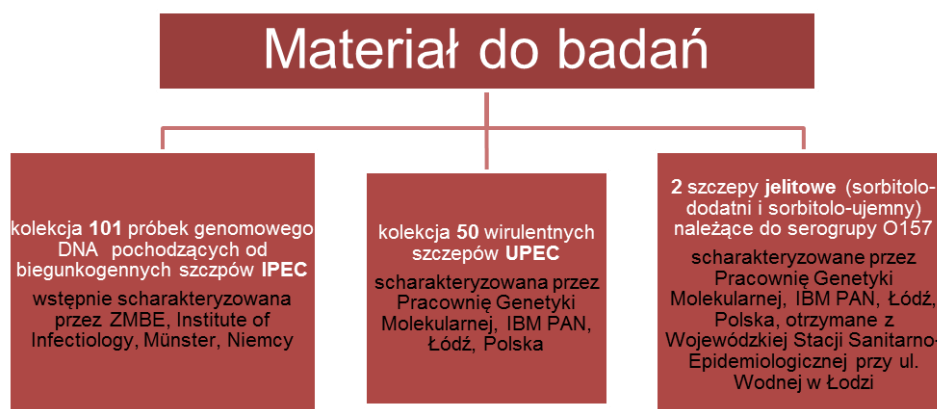 Materiał do badań
kolekcja 101 próbek genomowego
DNA pochodzących od
biegunkogennych szczpów IPEC
wstępnie scharakteryzowana
przez ZMBE, Institute of
Infectiology, Münster, Niemcy
kolekcja 50 wirulentnych
szczepów UPEC
scharakteryzowana przez
Pracownię Genetyki
Molekularnej, IBM PAN,
Łódź, Polska
2 szczepy jelitowe (sorbitolo-
dodatni i sorbitolo-ujemny)
należące do serogrupy O157
scharakteryzowane przez
Pracownię Genetyki
Molekularnej, IBM PAN, Łódź,
Polska, otrzymane z
Wojewódzkiej Stacji Sanitarno-
Epidemiologicznej przy ul.
Wodnej w Łodzi